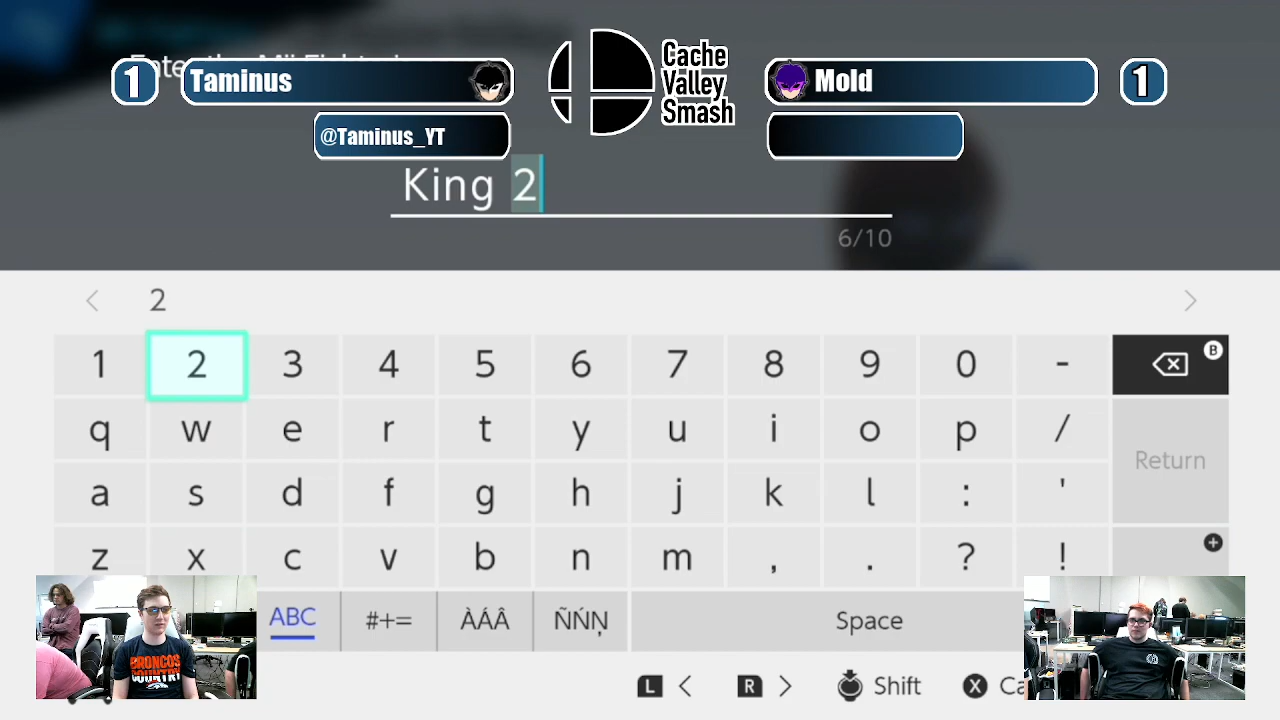 1
Taminus
@Taminus_YT
Cache
Valley
Smash
Mold
1
King 2
6/10
2
1 2 3 4 5 6 7 8 9 0 - B
q w e r t y u i o p /
Return
a s d f g h j k l : '
z x c v b n m , . ? !
ABC #+= ÀÁÂ ÑŃŅ Space
L R Shift X
BRONCOS
COUNTRY